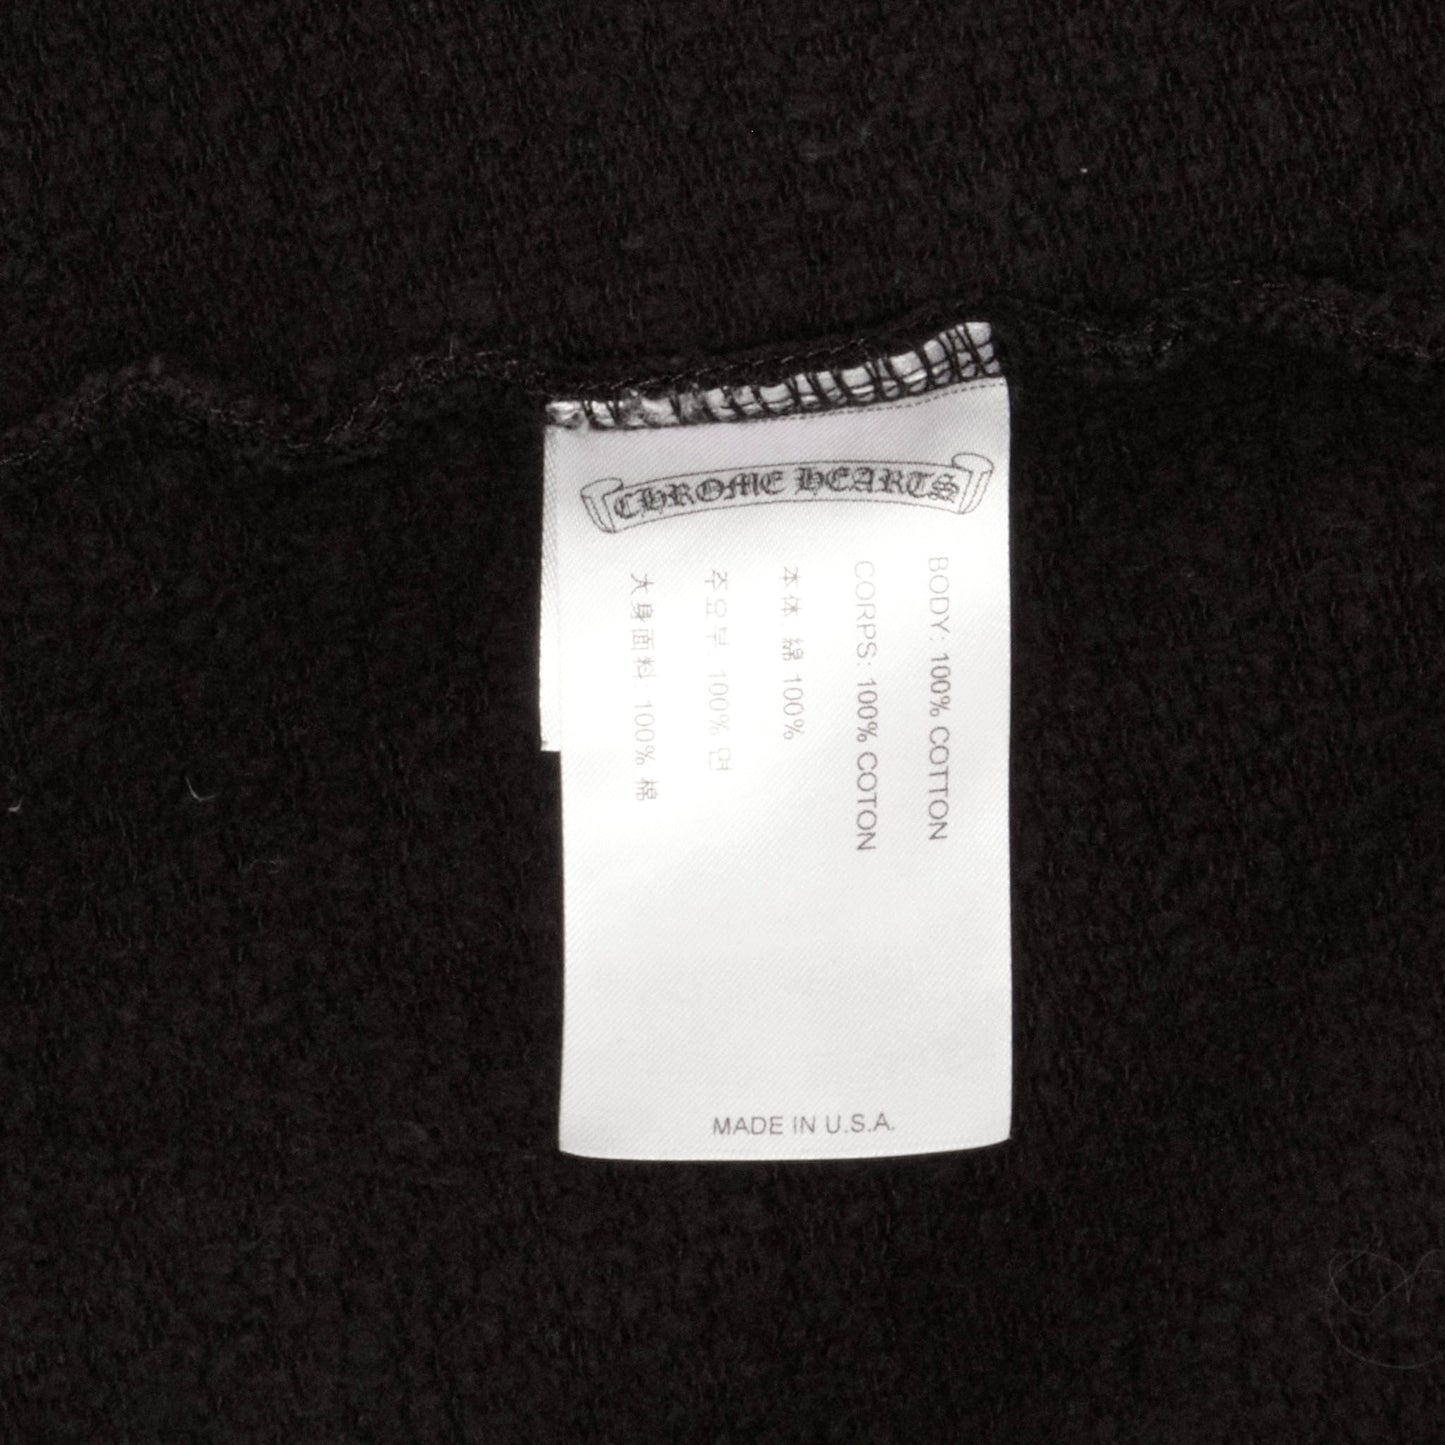 CHROME HEARTS
BODY: 100% COTTON
CORPS: 100% COTON
本体 綿 100%
주요부: 100% 면
大身面料: 100% 棉
MADE IN U.S.A.